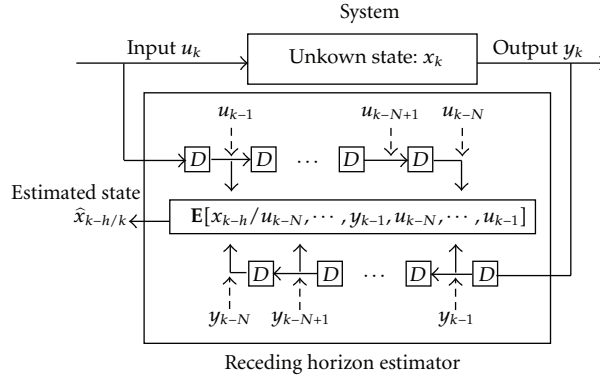 System
Input u_k
Unkown state: x_k
Output y_k
u_{k−1}
u_{k−N+1}
u_{k−N}
D D ··· D D
Estimated state
x̂_{k−h/k}
E[x_{k−h}/u_{k−N}, ··· , y_{k−1}, u_{k−N}, ··· , u_{k−1}]
D D ··· D D
y_{k−N}
y_{k−N+1}
y_{k−1}
Receding horizon estimator